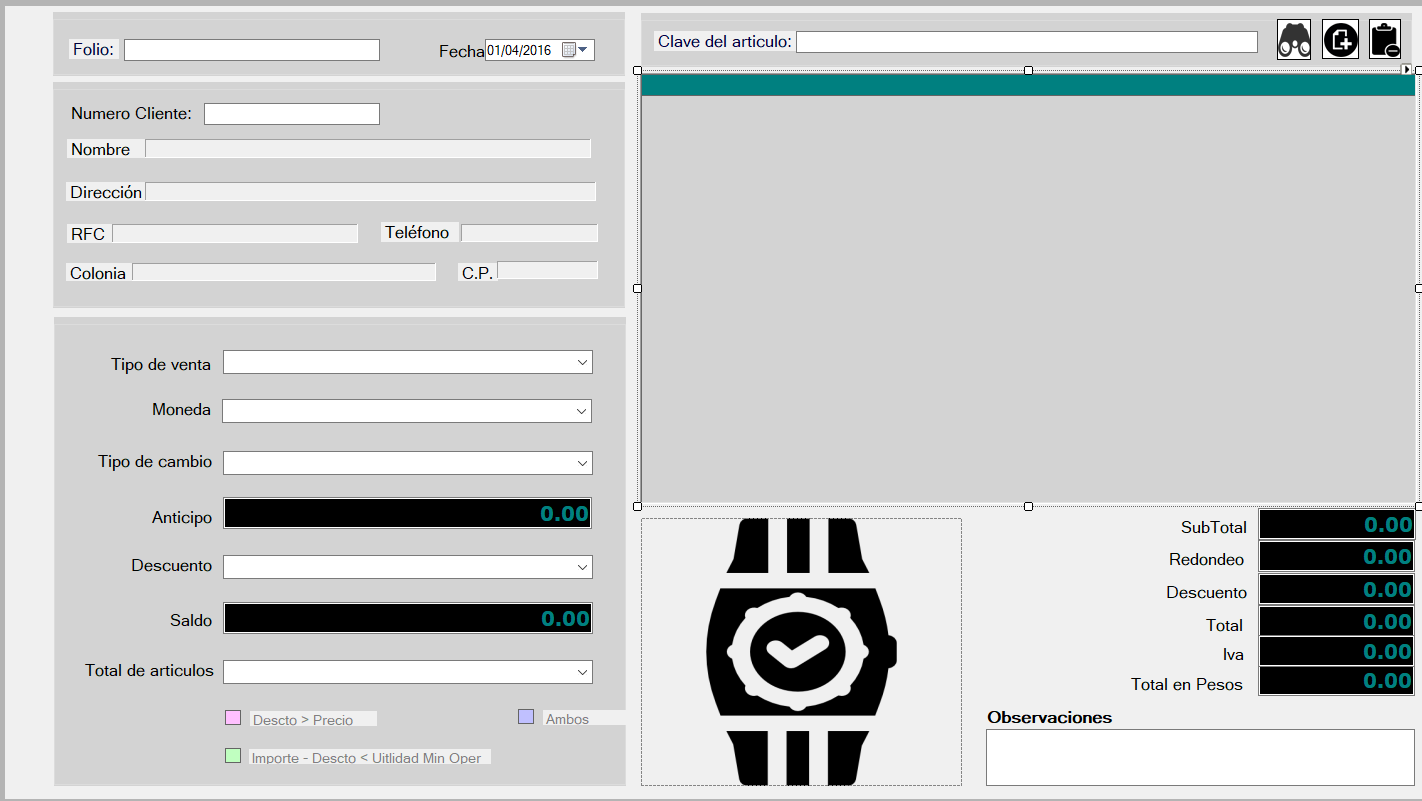 Folio:
Fecha 01/04/2016
Clave del articulo:
Numero Cliente:
Nombre
Dirección
RFC
Teléfono
Colonia
C.P.
Tipo de venta
Moneda
Tipo de cambio
Anticipo 0.00
Descuento
Saldo 0.00
Total de articulos
Descto > Precio
Ambos
Importe - Descto < Uitlidad Min Oper
SubTotal 0.00
Redondeo 0.00
Descuento 0.00
Total 0.00
Iva 0.00
Total en Pesos 0.00
Observaciones